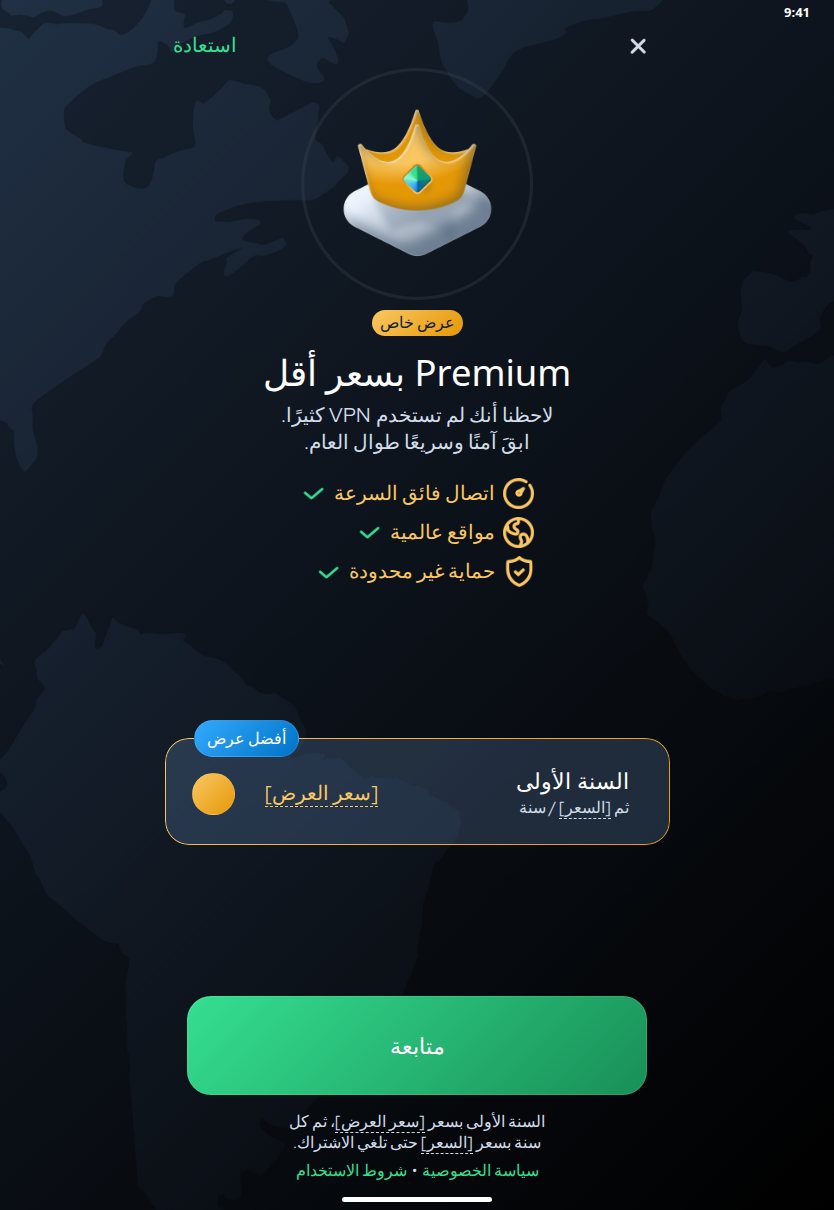 9:41
استعادة
عرض خاص
Premium بسعر أقل
لاحظنا أنك لم تستخدم VPN كثيرًا.
ابقَ آمنًا وسريعًا طوال العام.
اتصال فائق السرعة
مواقع عالمية
حماية غير محدودة
أفضل عرض
السنة الأولى
ثم [السعر]/سنة
[سعر العرض]
متابعة
السنة الأولى بسعر [سعر العرض]، ثم كل
سنة بسعر [السعر] حتى تلغي الاشتراك.
سياسة الخصوصية • شروط الاستخدام